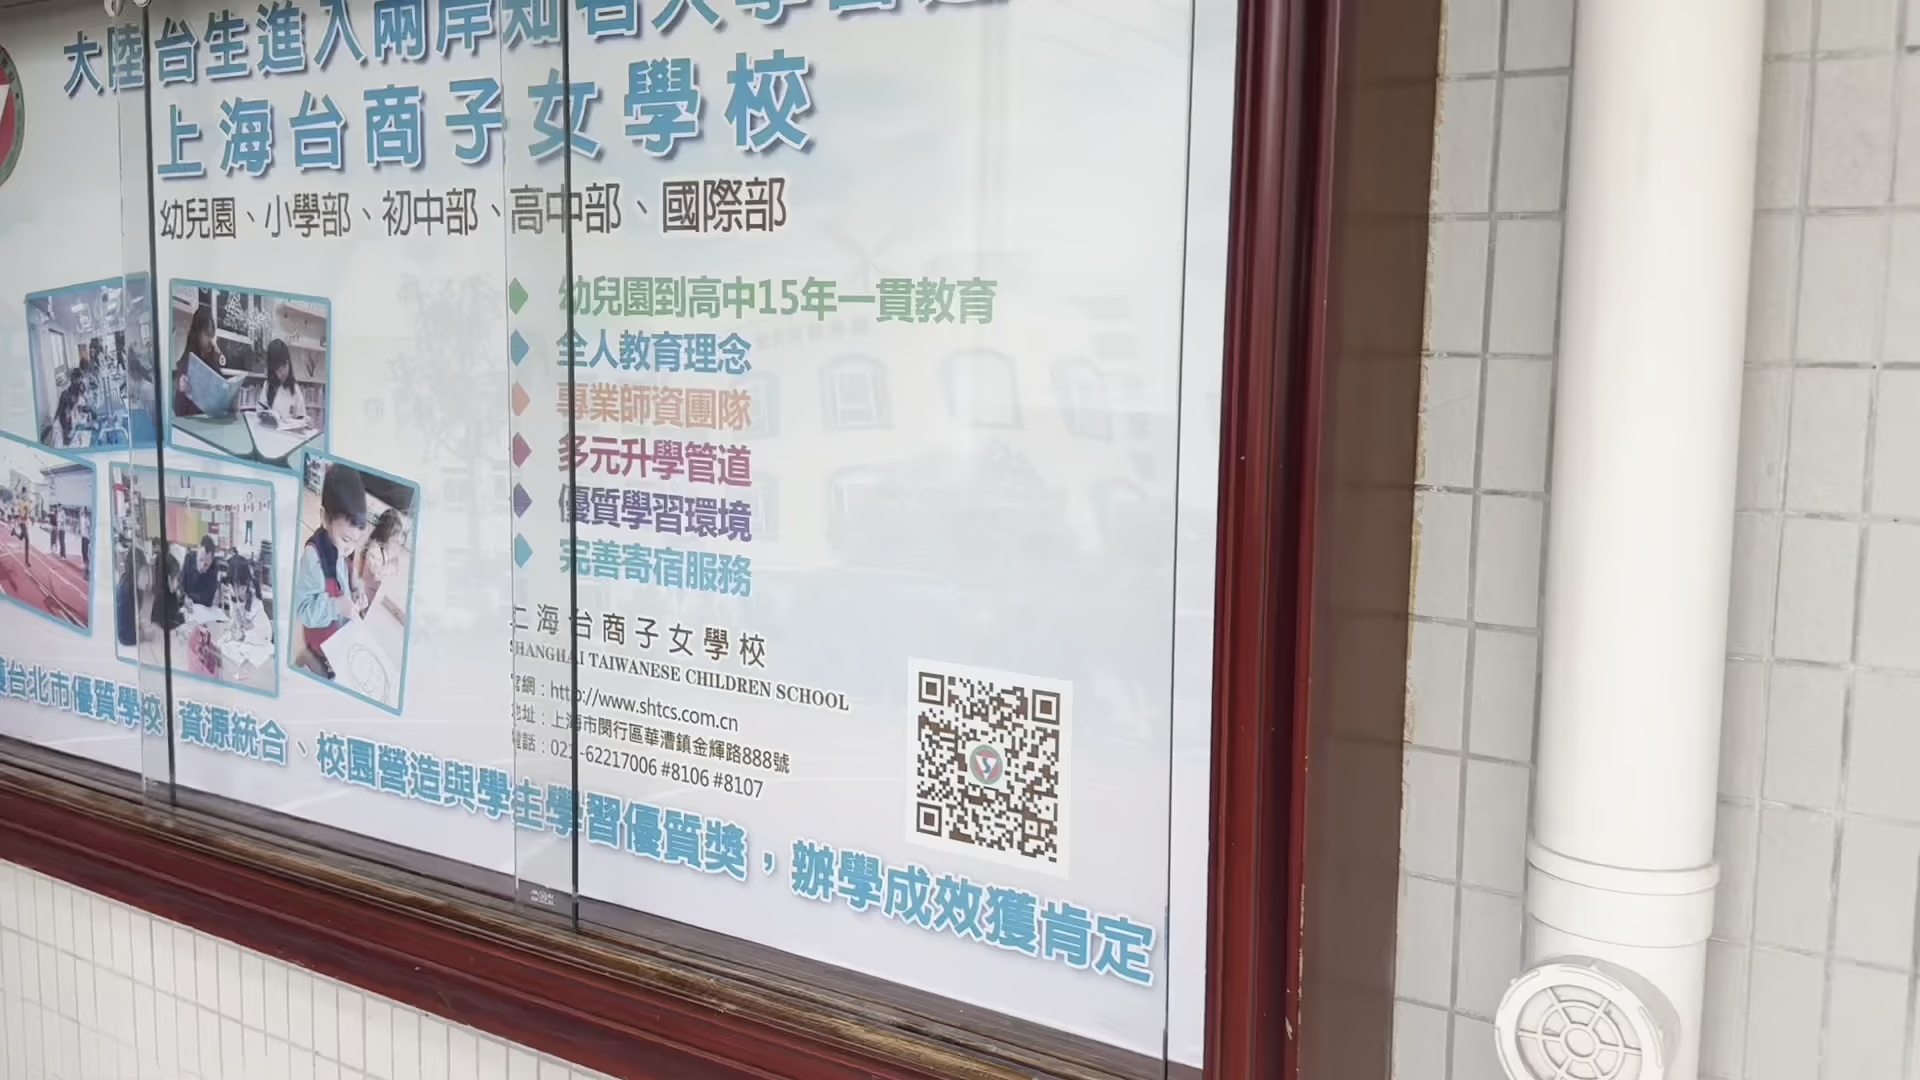 大陸台生進入兩岸知名大學
上海台商子女學校
幼兒園、小學部、初中部、高中部、國際部
幼兒園到高中15年一貫教育
全人教育理念
專業師資團隊
多元升學管道
優質學習環境
完善寄宿服務
上海台商子女學校
SHANGHAI TAIWANESE CHILDREN SCHOOL
官網：http://www.shtcs.com.cn
地址：上海市閔行區華漕鎮金輝路888號
電話：021-62217006 #8106 #8107
台北市優質學校 資源統合、校園營造與學生學習優質獎，辦學成效獲肯定